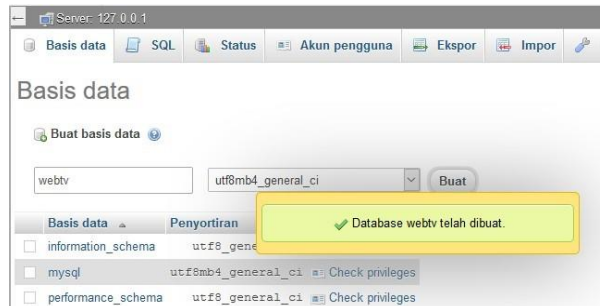 Server: 127.0.0.1
Basis data SQL Status Akun pengguna Ekspor Impor
Basis data
Buat basis data
webtv utf8mb4_general_ci Buat
Basis data Penyortiran
Database webtv telah dibuat.
information_schema utf8_gene
mysql utf8mb4_general_ci Check privileges
performance_schema utf8_general_ci Check privileges